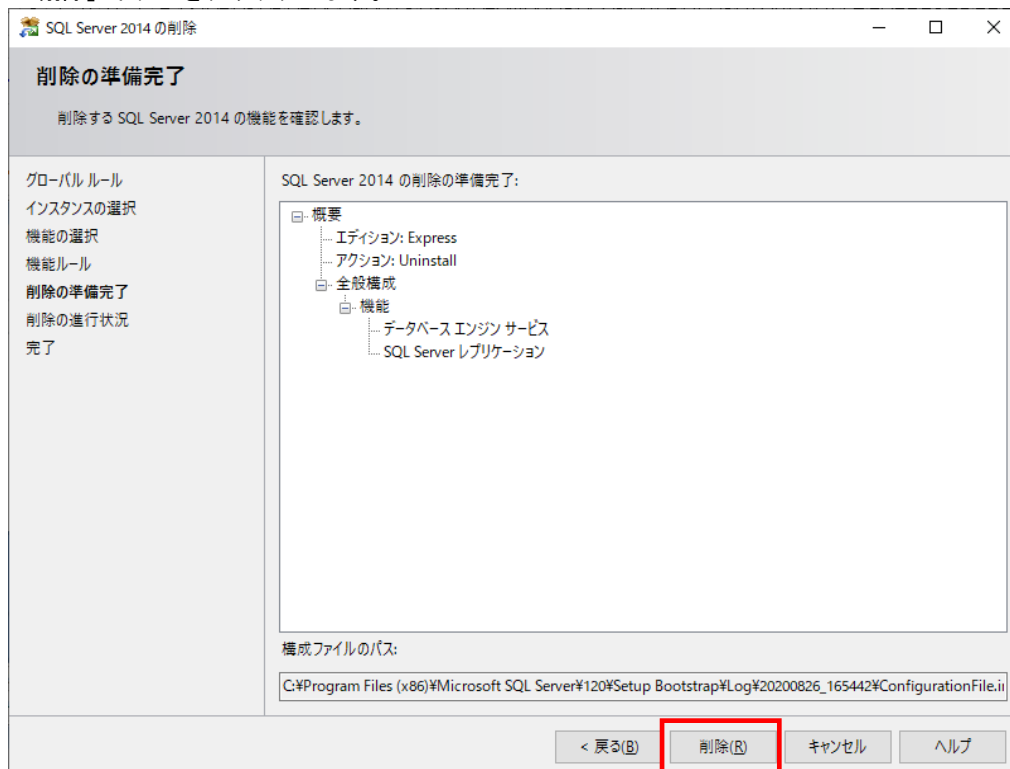 SQL Server 2014 の削除
削除の準備完了
削除する SQL Server 2014 の機能を確認します。
グローバル ルール
インスタンスの選択
機能の選択
機能ルール
削除の準備完了
削除の進行状況
完了
SQL Server 2014 の削除の準備完了:
概要
エディション: Express
アクション: Uninstall
全般構成
機能
データベース エンジン サービス
SQL Server レプリケーション
構成ファイルのパス:
C:¥Program Files (x86)¥Microsoft SQL Server¥120¥Setup Bootstrap¥Log¥20200826_165442¥ConfigurationFile.ii
< 戻る(B) 削除(R) キャンセル ヘルプ